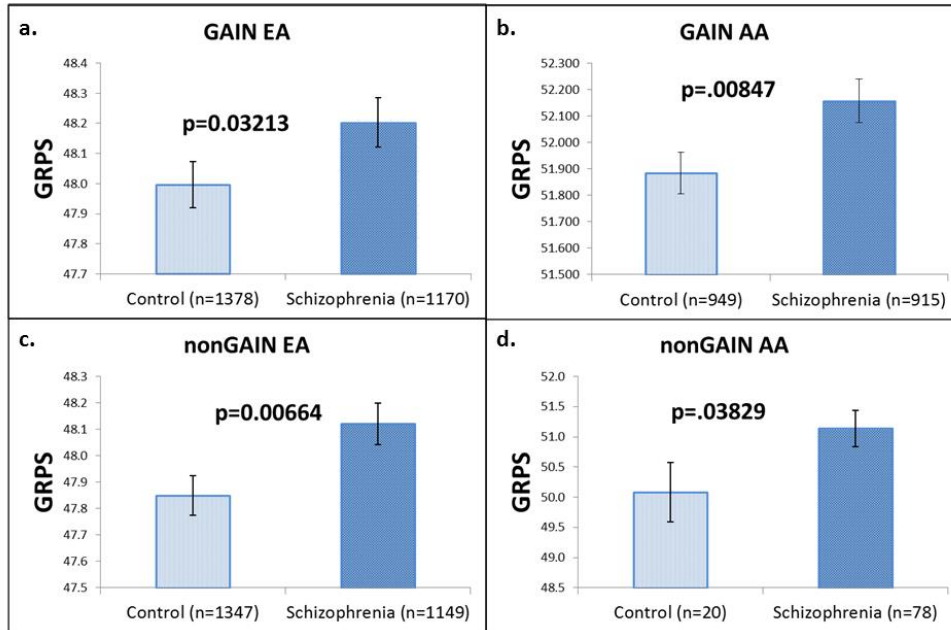 a.
GAIN EA
GRPS
48.4
48.3
48.2
48.1
48.0
47.9
47.8
47.7
p=0.03213
Control (n=1378)
Schizophrenia (n=1170)
b.
GAIN AA
GRPS
52.300
52.200
52.100
52.000
51.900
51.800
51.700
51.600
51.500
p=.00847
Control (n=949)
Schizophrenia (n=915)
c.
nonGAIN EA
GRPS
48.3
48.2
48.1
48.0
47.9
47.8
47.7
47.6
47.5
p=0.00664
Control (n=1347)
Schizophrenia (n=1149)
d.
nonGAIN AA
GRPS
52.0
51.5
51.0
50.5
50.0
49.5
49.0
48.5
p=.03829
Control (n=20)
Schizophrenia (n=78)